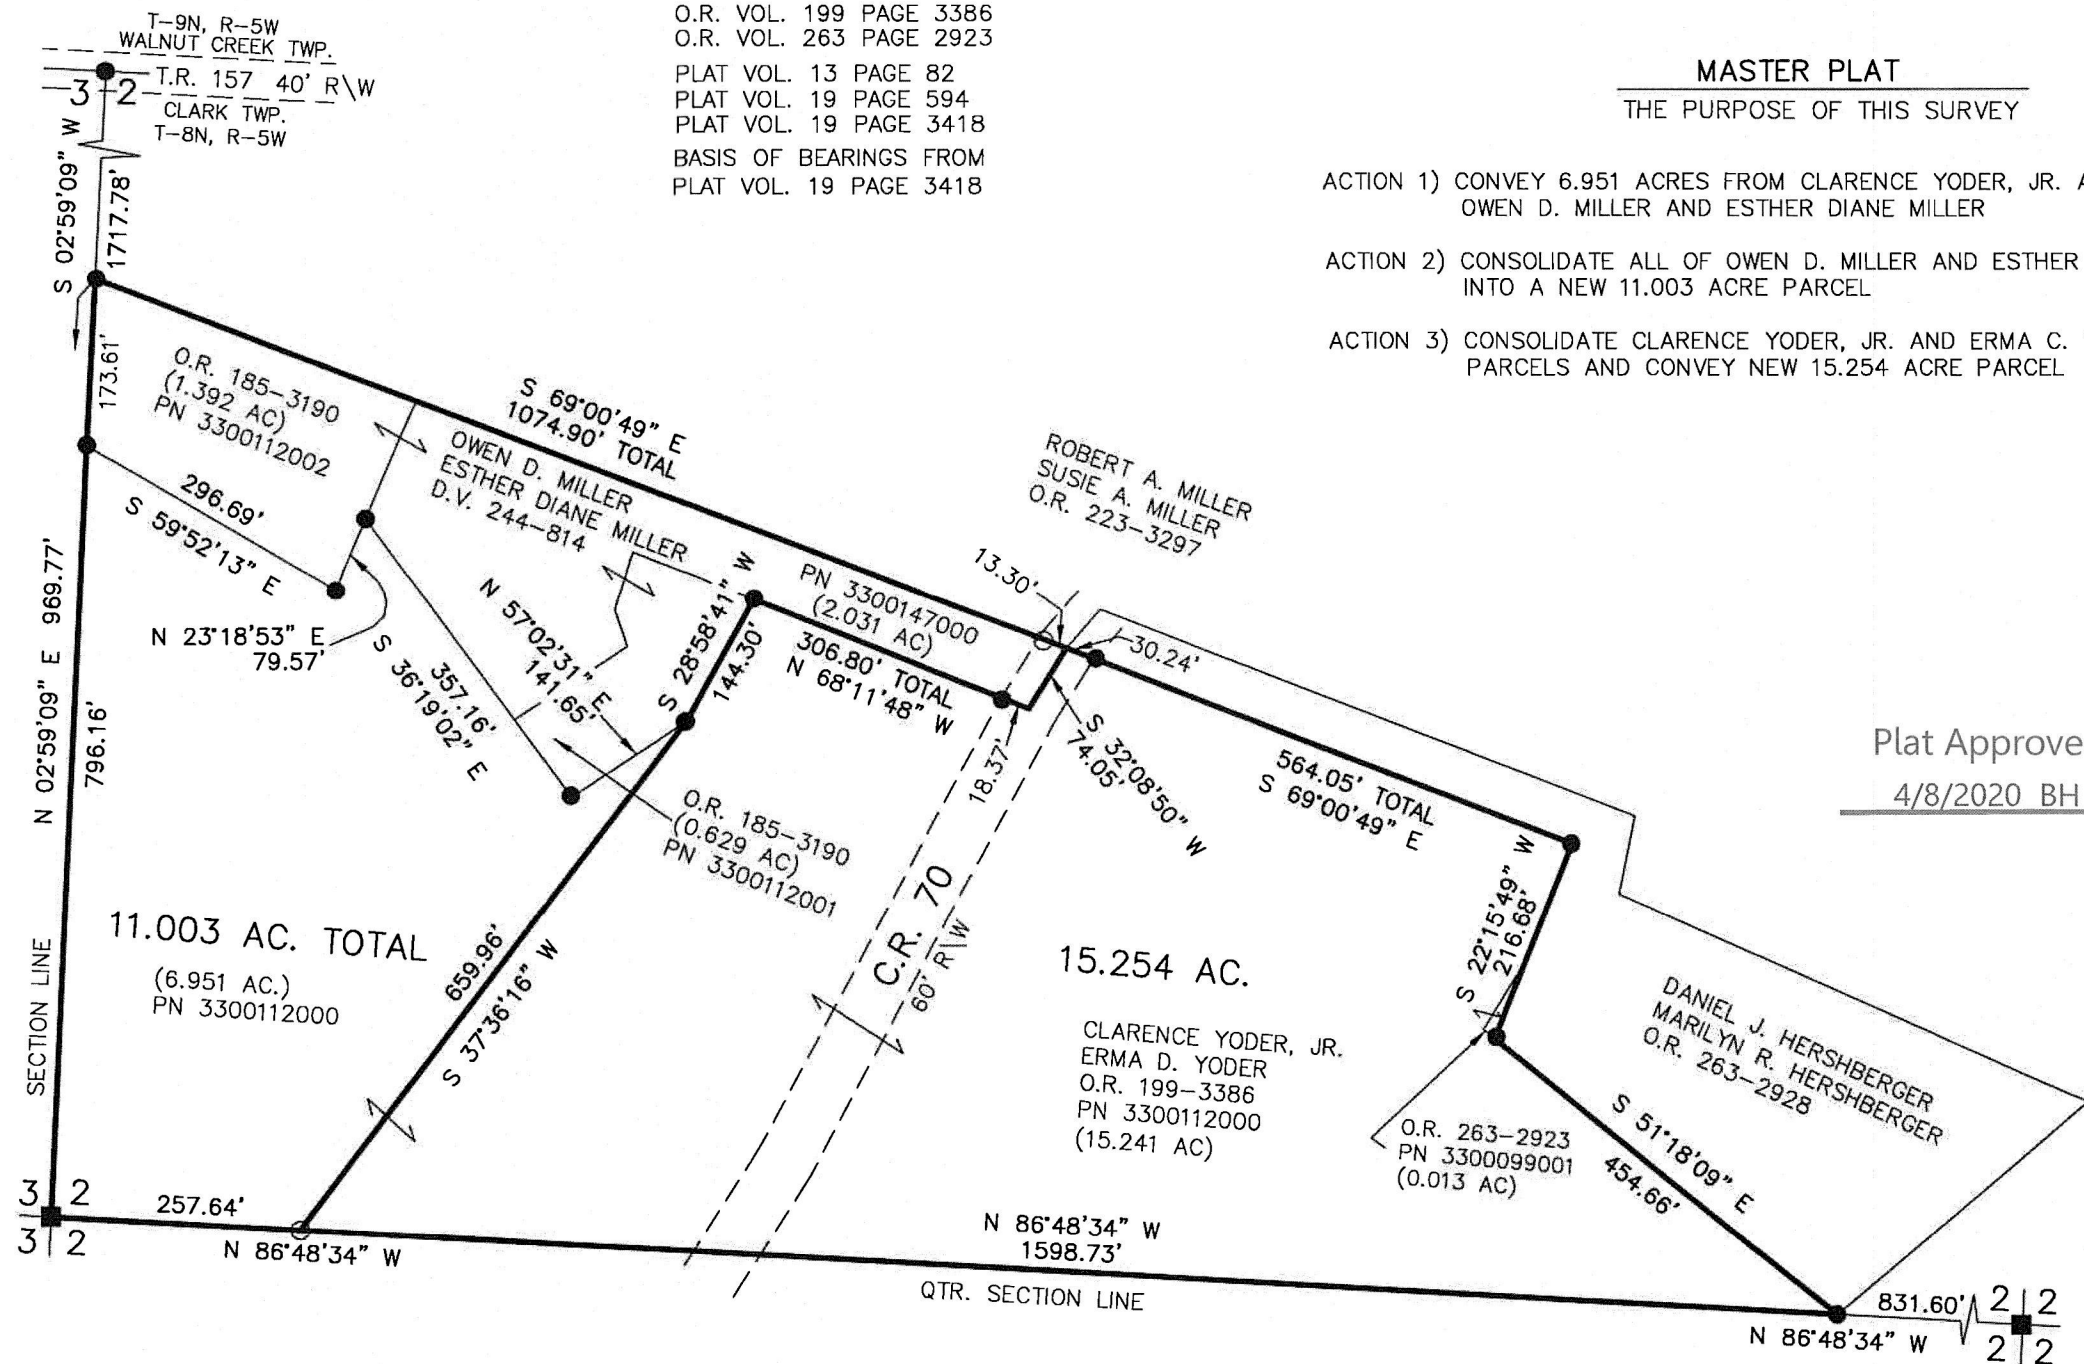 T-9N, R-5W
WALNUT CREEK TWP.
T.R. 157 40' R\W
3 2
CLARK TWP.
T-8N, R-5W
S 02°59'09" W
1717.78'
O.R. VOL. 199 PAGE 3386
O.R. VOL. 263 PAGE 2923
PLAT VOL. 13 PAGE 82
PLAT VOL. 19 PAGE 594
PLAT VOL. 19 PAGE 3418
BASIS OF BEARINGS FROM
PLAT VOL. 19 PAGE 3418
MASTER PLAT
THE PURPOSE OF THIS SURVEY
ACTION 1) CONVEY 6.951 ACRES FROM CLARENCE YODER, JR. A
OWEN D. MILLER AND ESTHER DIANE MILLER
ACTION 2) CONSOLIDATE ALL OF OWEN D. MILLER AND ESTHER
INTO A NEW 11.003 ACRE PARCEL
ACTION 3) CONSOLIDATE CLARENCE YODER, JR. AND ERMA C.
PARCELS AND CONVEY NEW 15.254 ACRE PARCEL
173.61'
O.R. 185-3190
(1.392 AC)
PN 3300112002
S 69°00'49" E
1074.90' TOTAL
OWEN D. MILLER
ESTHER DIANE MILLER
D.V. 244-814
ROBERT A. MILLER
SUSIE A. MILLER
O.R. 223-3297
296.69'
S 59°52'13" E
N 23°18'53" E
79.57'
357.16'
S 36°19'02" E
N 57°02'31" E
141.65'
S 28°58'41" W
144.30'
PN 3300147000
(2.031 AC)
306.80' TOTAL
N 68°11'48" W
13.30'
30.24'
18.37'
S 32°08'50" W
74.05'
564.05' TOTAL
S 69°00'49" E
Plat Approve
4/8/2020 BH
N 02°59'09" E 969.77'
796.16'
SECTION LINE
O.R. 185-3190
(0.629 AC)
PN 3300112001
11.003 AC. TOTAL
(6.951 AC.)
PN 3300112000
659.96'
S 37°36'16" W
C.R. 70
60' R\W
15.254 AC.
CLARENCE YODER, JR.
ERMA D. YODER
O.R. 199-3386
PN 3300112000
(15.241 AC)
S 22°15'49" W
216.68'
DANIEL J. HERSHBERGER
MARILYN R. HERSHBERGER
O.R. 263-2928
O.R. 263-2923
PN 3300099001
(0.013 AC)
S 51°18'09" E
454.66'
3 2
3 2
257.64'
N 86°48'34" W
N 86°48'34" W
1598.73'
QTR. SECTION LINE
831.60'
N 86°48'34" W
2 2
2 2